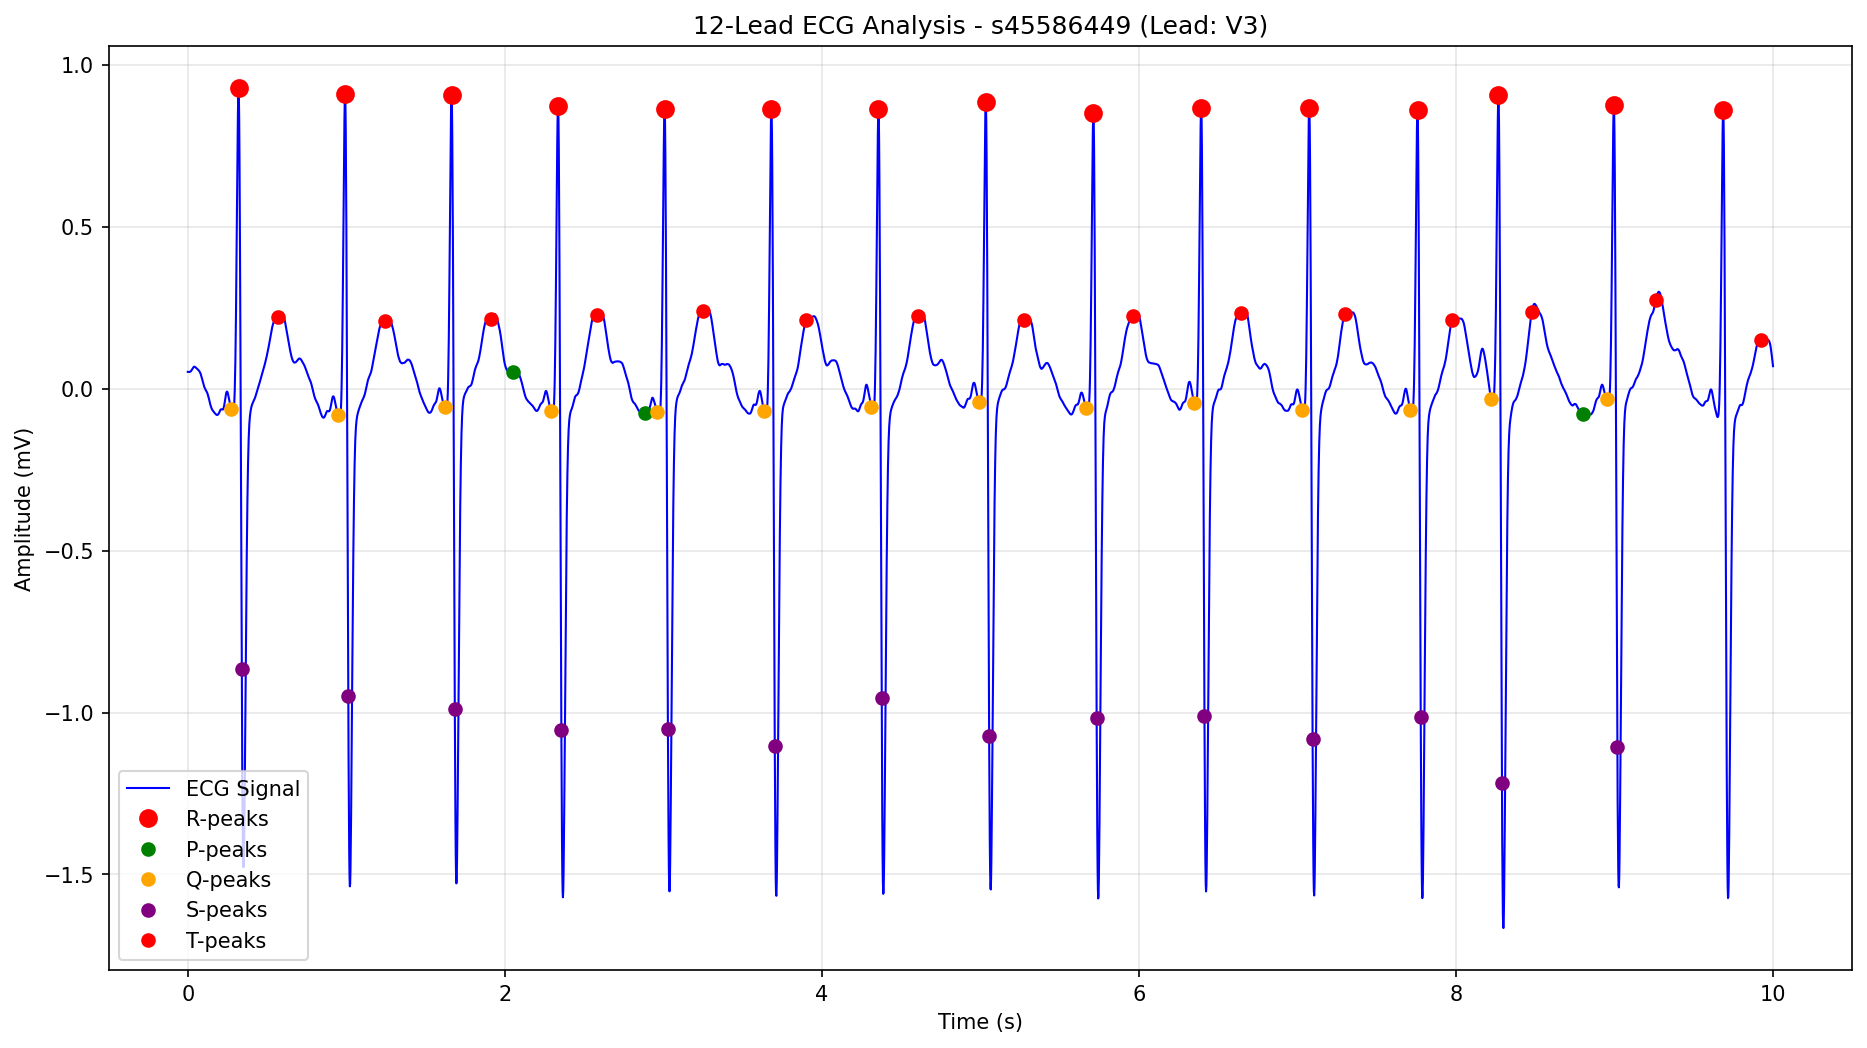 12-Lead ECG Analysis - s45586449 (Lead: V3)
1.0
0.5
0.0
−0.5
−1.0
−1.5
Amplitude (mV)
ECG Signal
R-peaks
P-peaks
Q-peaks
S-peaks
T-peaks
0 2 4 6 8 10
Time (s)